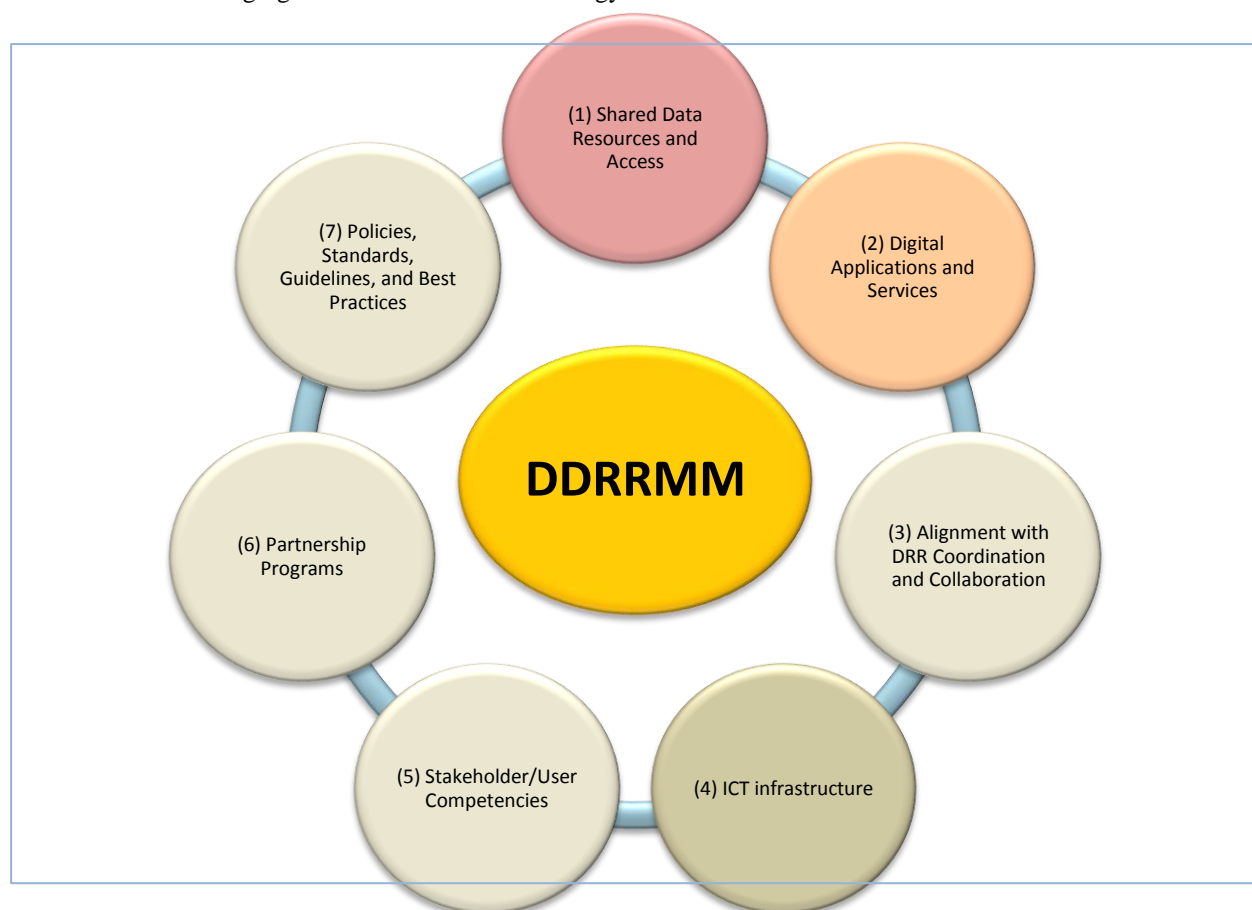 (1) Shared Data
Resources and
Access
(2) Digital
Applications and
Services
(3) Alignment with
DRR Coordination
and Collaboration
(4) ICT infrastructure
(5) Stakeholder/User
Competencies
(6) Partnership
Programs
(7) Policies,
Standards,
Guidelines, and Best
Practices
DDRRMM